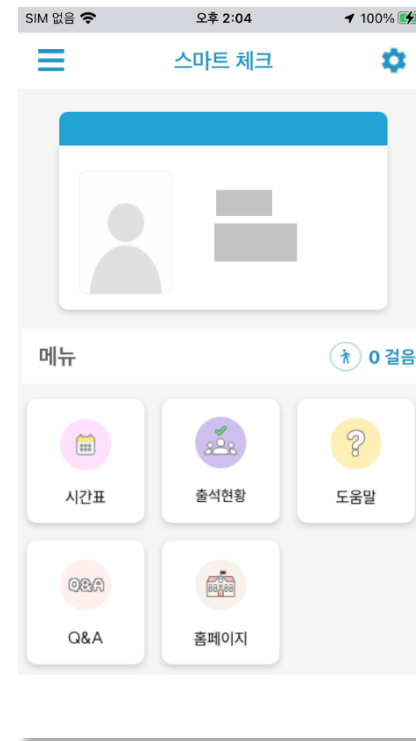 SIM 없음 오후 2:04 100%
스마트 체크
메뉴 0 걸음
시간표 출석현황 도움말
Q&A
Q&A 홈페이지